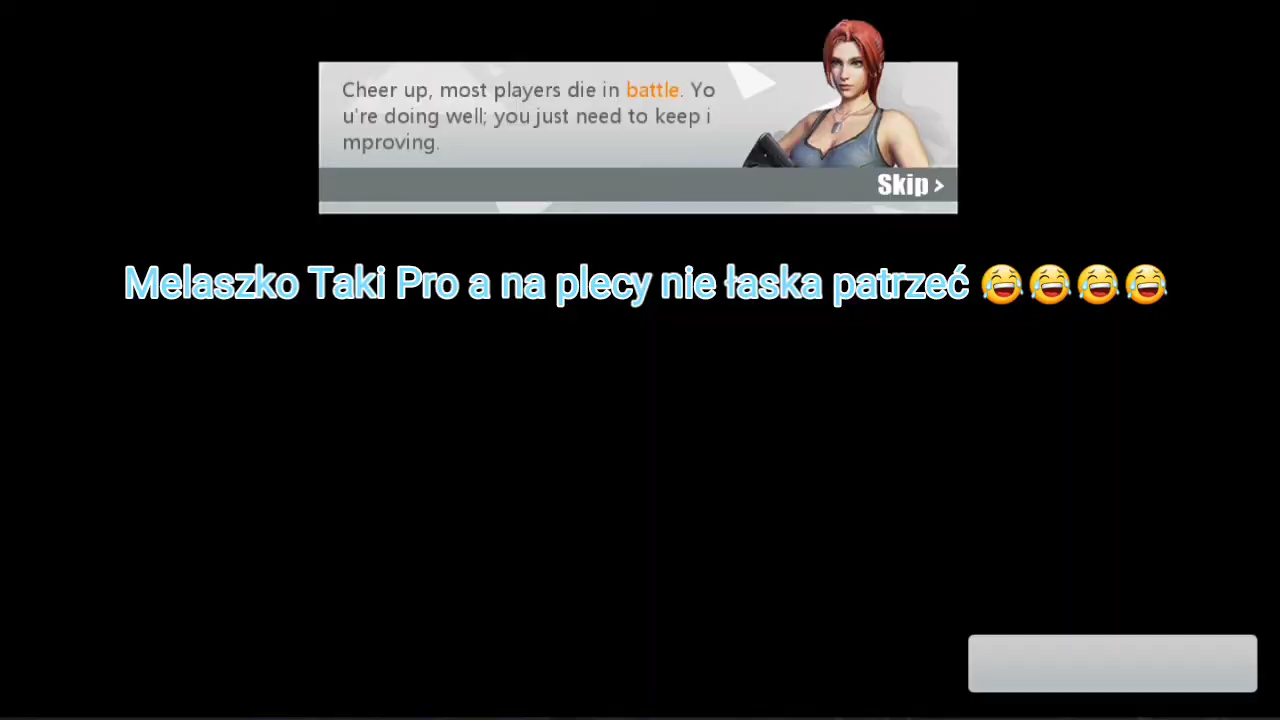 Cheer up, most players die in battle. Yo
u're doing well; you just need to keep i
mproving.
Skip >
Melaszko Taki Pro a na plecy nie łaska patrzeć 😂😂😂😂